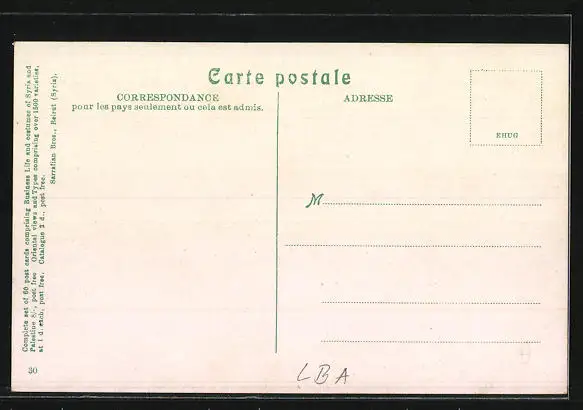 Carte postale
CORRESPONDANCE
pour les pays seulement ou cela est admis.
ADRESSE
EHUG
M
Complete set of 60 post cards comprising Business Life and costumes of Syria and
Palestine 5/-, post free Oriental views and Types comprising over 1500 varieties,
at 1 d. each, post free. Catalogue 2 d., post free.
Sarrafian Bros., Beirut (Syria).
30
LBA